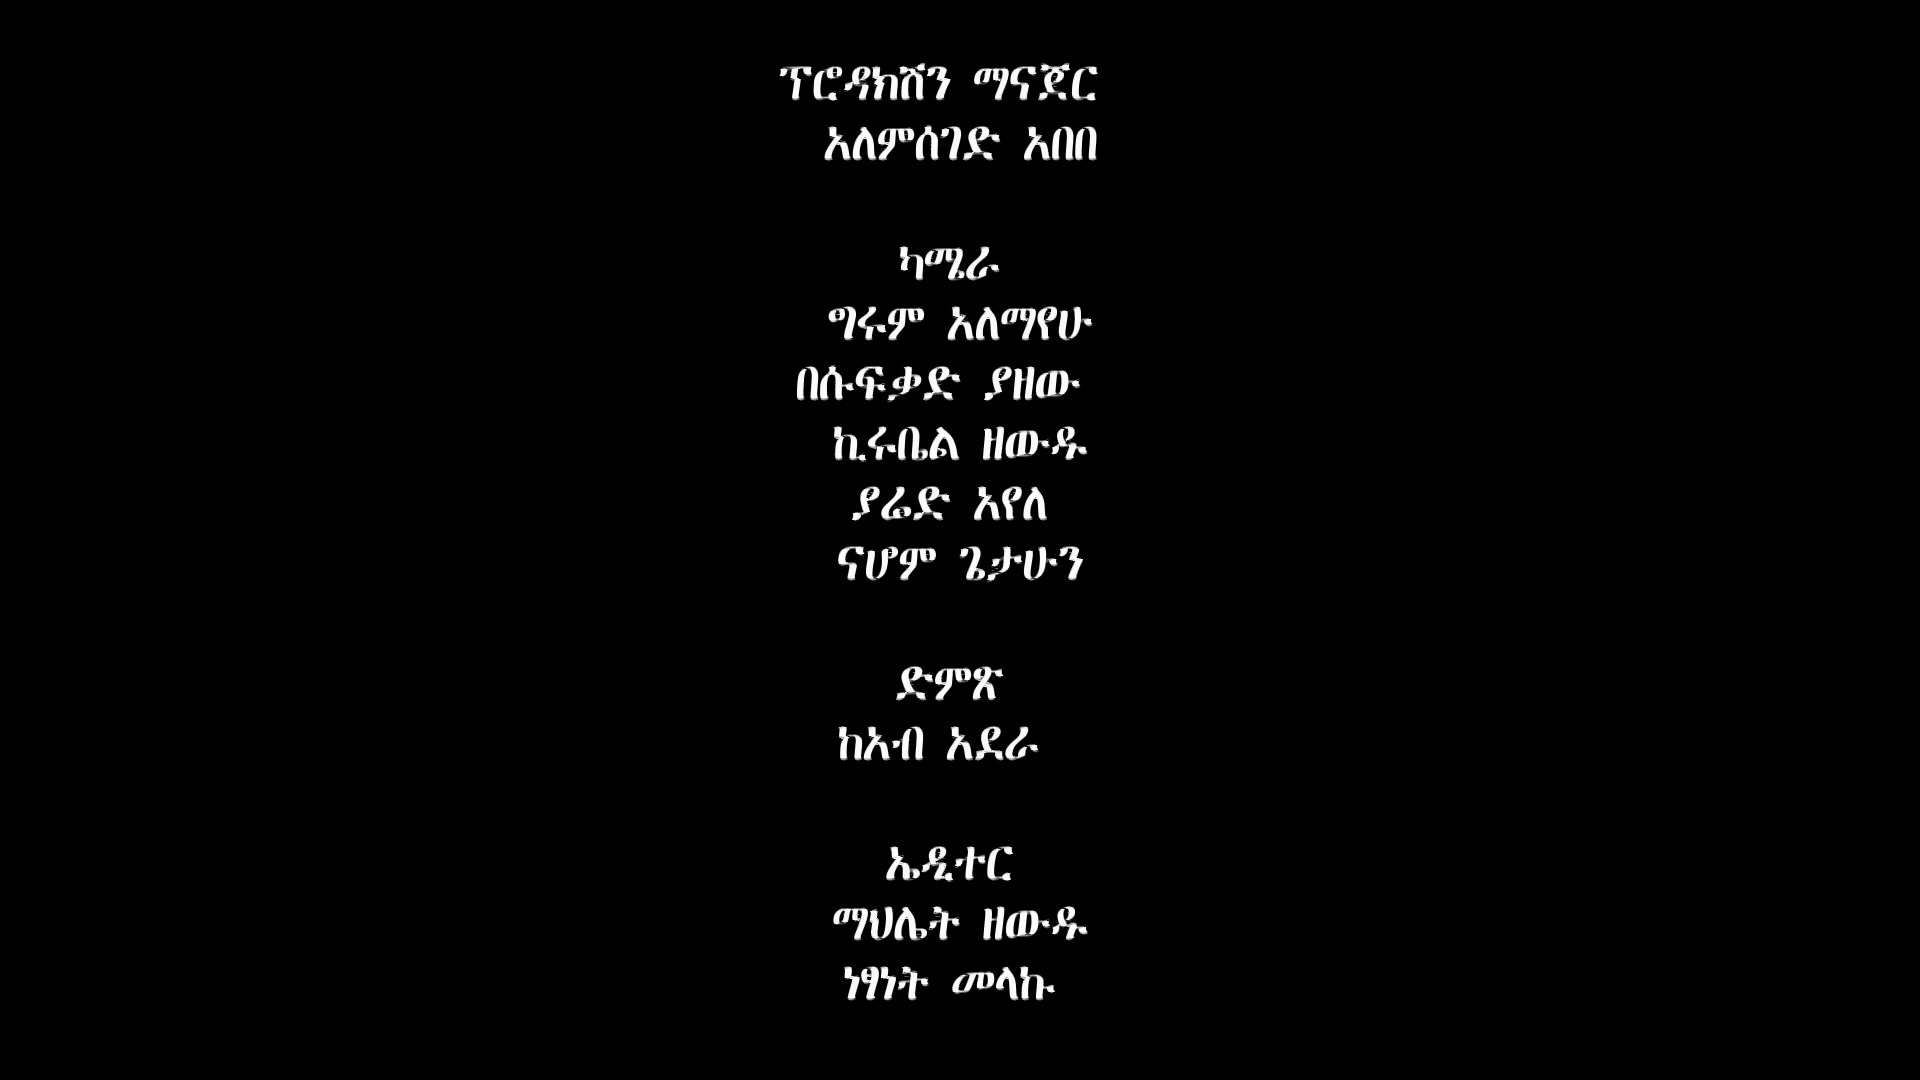 ፕሮዳክሽን ማናጀር
አለምሰገድ አበበ
ካሜራ
ግሩም አለማየሁ
በሱፍቃድ ያዘው
ኪሩቤል ዘውዱ
ያሬድ አየለ
ናሆም ጌታሁን
ድምጽ
ከአብ አደራ
ኤዲተር
ማህሌት ዘውዱ
ነፃነት መላኩ